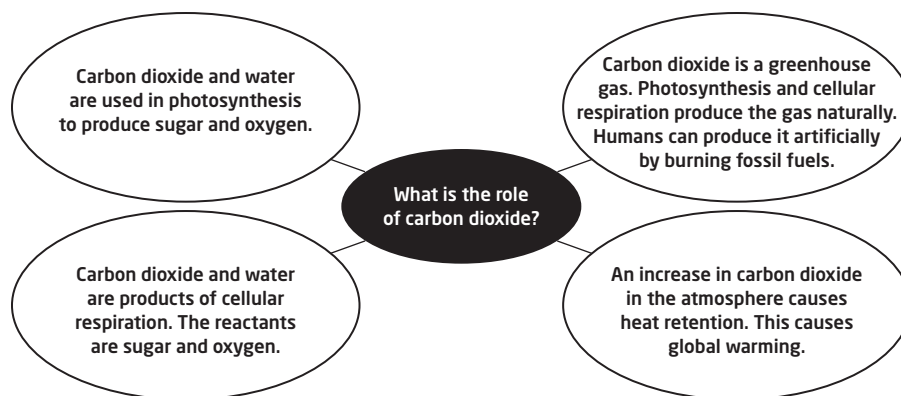 Carbon dioxide and water
are used in photosynthesis
to produce sugar and oxygen.
Carbon dioxide is a greenhouse
gas. Photosynthesis and cellular
respiration produce the gas naturally.
Humans can produce it artificially
by burning fossil fuels.
What is the role
of carbon dioxide?
Carbon dioxide and water
are products of cellular
respiration. The reactants
are sugar and oxygen.
An increase in carbon dioxide
in the atmosphere causes
heat retention. This causes
global warming.